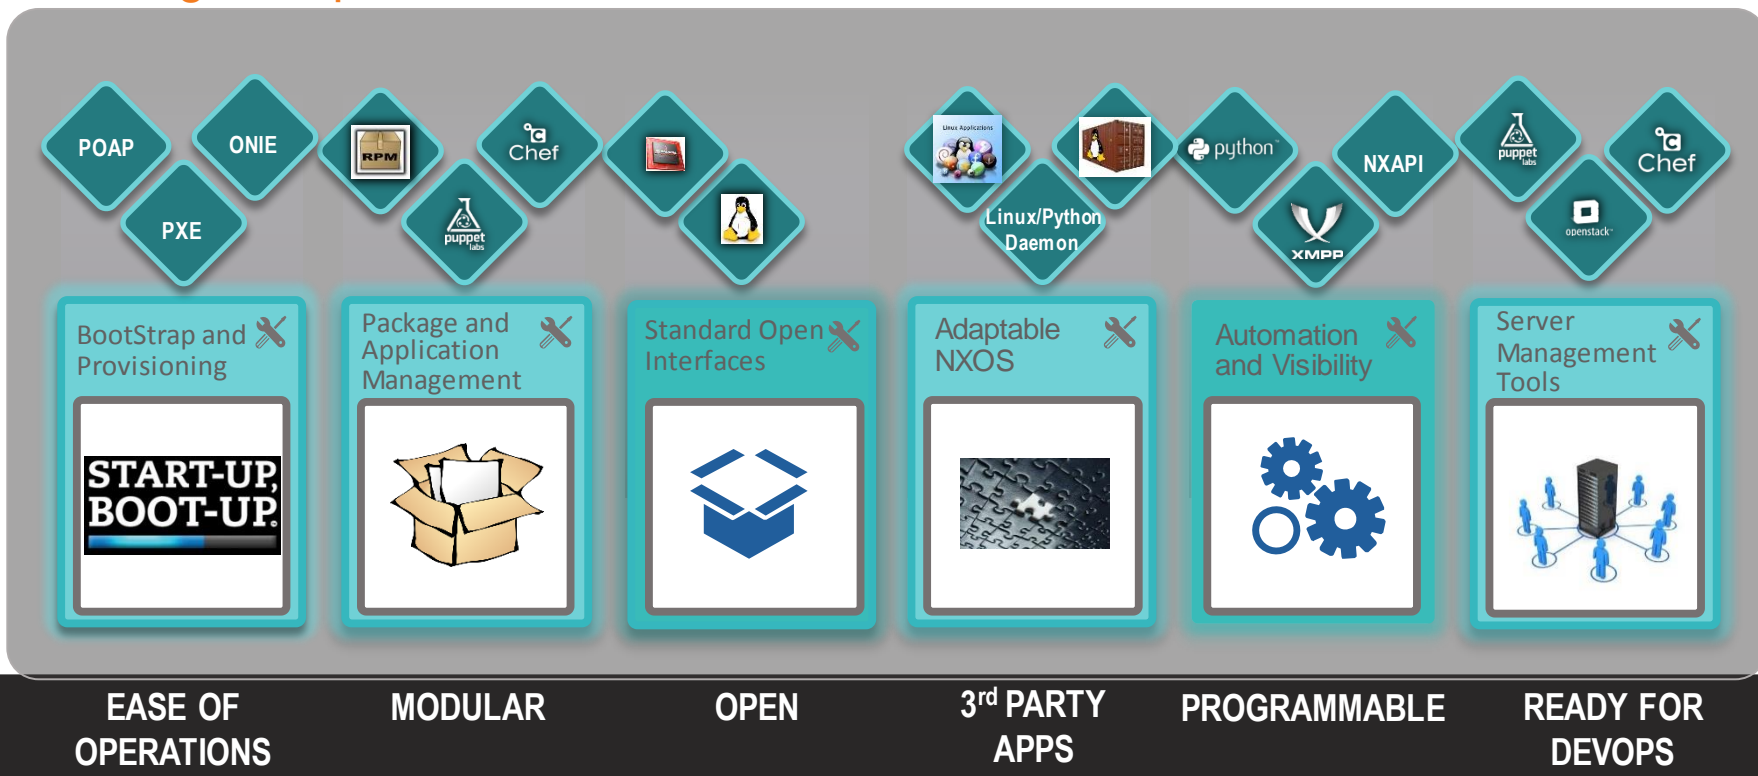 POAP
ONIE
PXE
RPM
Chef
puppet
labs
Linux Applications
Linux/Python
Daemon
python
NXAPI
XMPP
puppet
labs
Chef
openstack
BootStrap and
Provisioning
START-UP,
BOOT-UP.
Package and
Application
Management
Standard Open
Interfaces
Adaptable
NXOS
Automation
and Visibility
Server
Management
Tools
EASE OF
OPERATIONS
MODULAR
OPEN
3rd PARTY
APPS
PROGRAMMABLE
READY FOR
DEVOPS